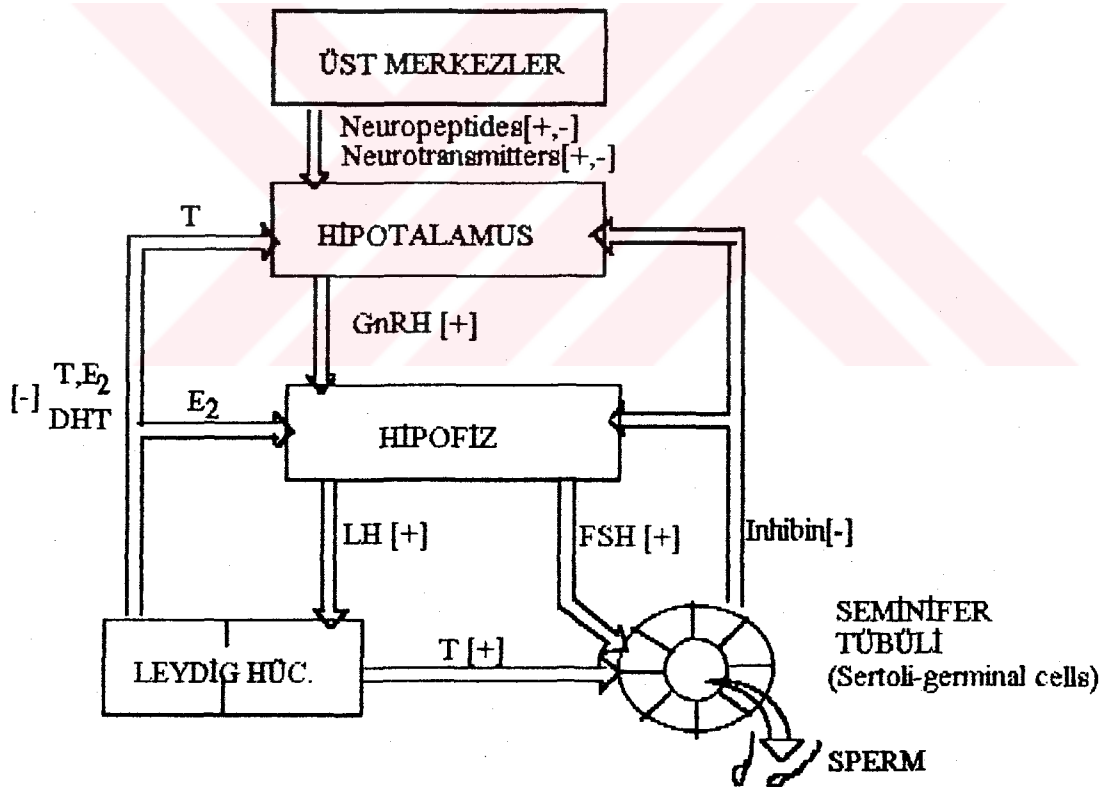 ÜST MERKEZLER
Neuropeptides[+,-]
Neurotransmitters[+,-]
T
HİPOTALAMUS
GnRH [+]
[-] T,E2
DHT
E2
HİPOFİZ
LH [+]
FSH [+]
Inhibin[-]
LEYDİG HÜC.
T [+]
SEMİNİFER
TÜBÜLİ
(Sertoli-germinal cells)
SPERM